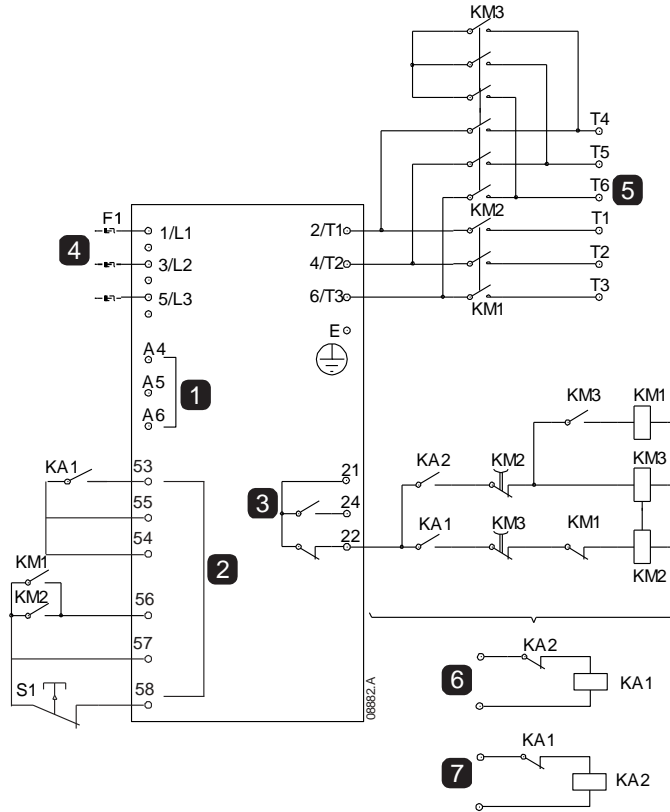 KM3
T4
T5
T6 5
F1 1/L1 2/T1 KM2 T1
4 3/L2 4/T2 T2
5/L3 6/T3 KM1 T3
E
A4
A5 1
A6
KM3 KM1
KA1 53 21 KA2 KM2 KM3
55 3 24
54 22 KA1 KM3 KM1 KM2
KM1 2
KM2 56
57
S1 58
08882.A
6 KA2 KA1
7 KA1 KA2